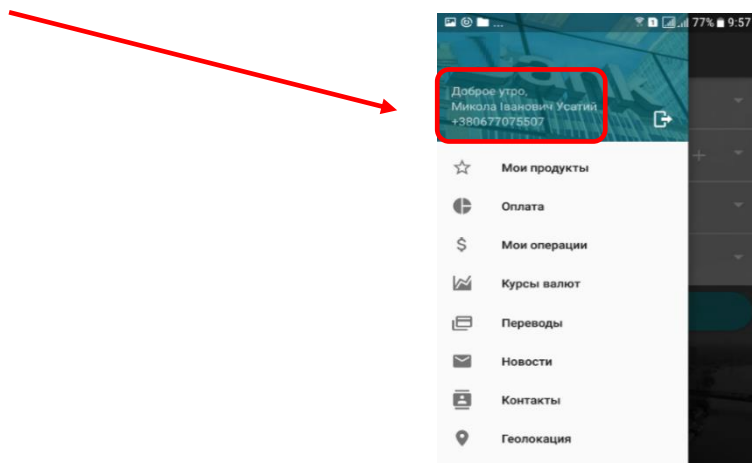 ... 77% 9:57
Bank
Доброе утро,
Микола Іванович Усатий
+380677075507
Мои продукты
Оплата
Мои операции
Курсы валют
Переводы
Новости
Контакты
Геолокация